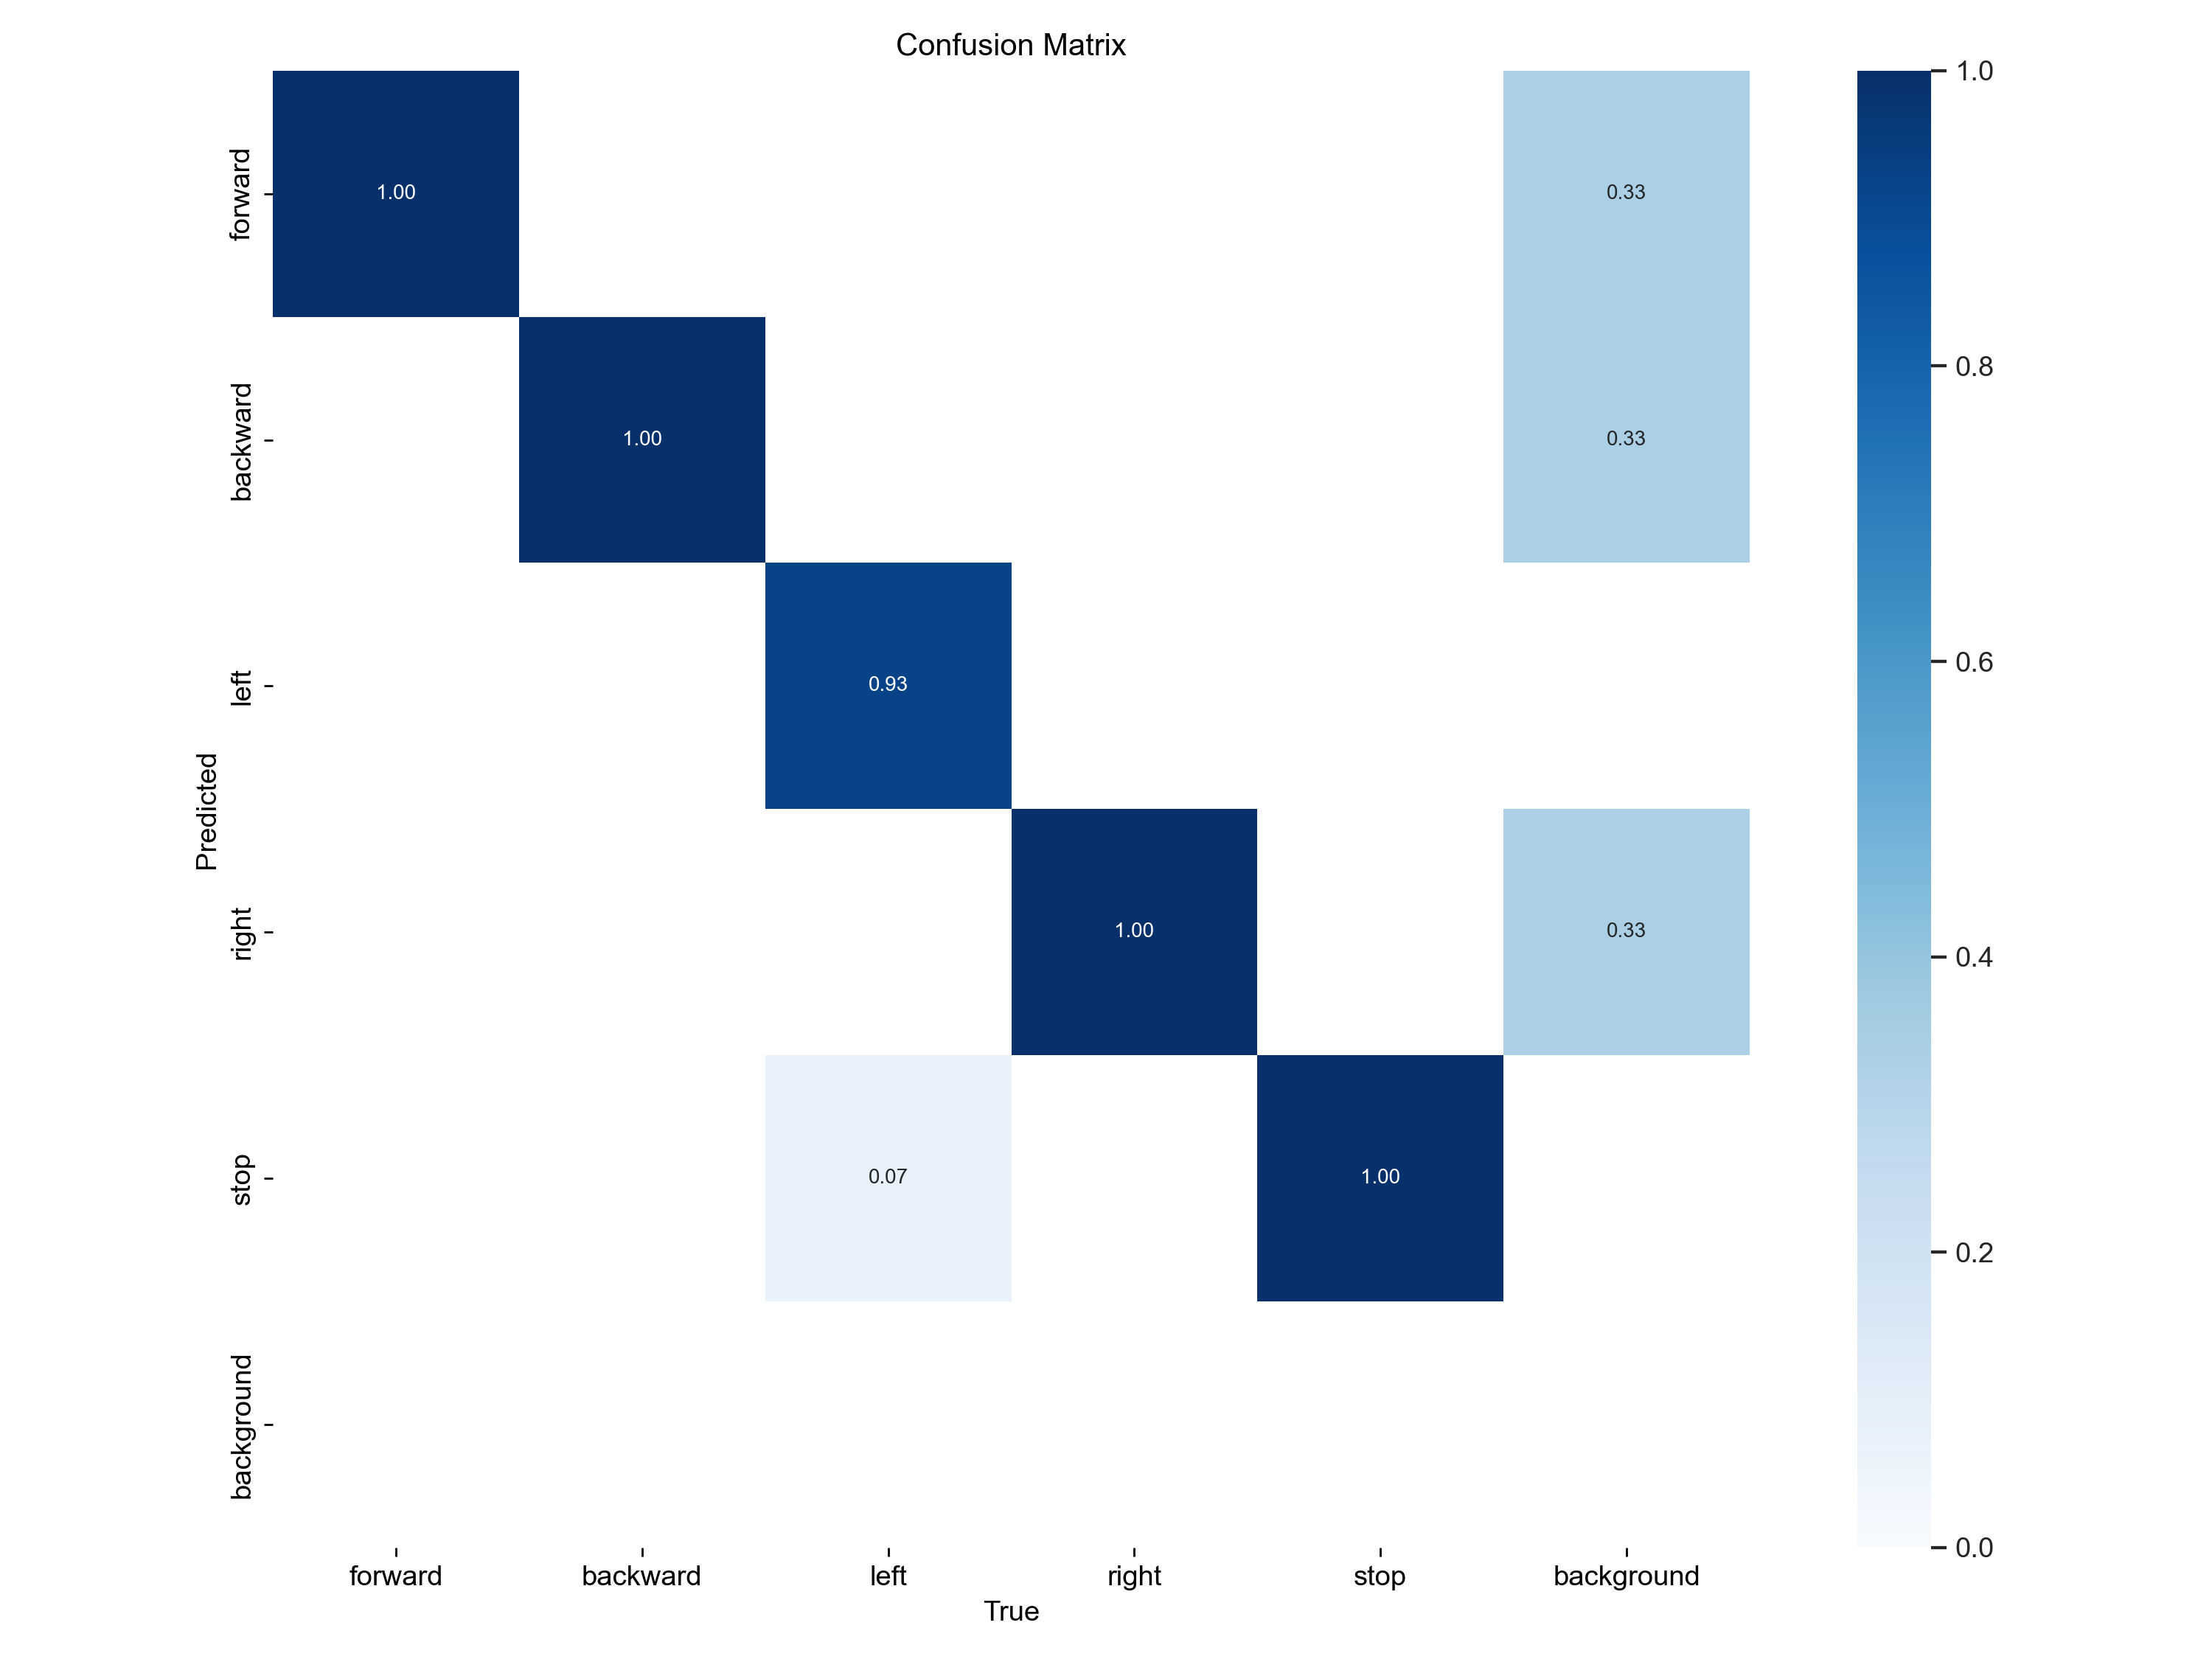 Confusion Matrix
forward
1.00
0.33
backward
1.00
0.33
left
0.93
right
1.00
0.33
stop
0.07
1.00
background
Predicted
forward
backward
left
right
stop
background
True
1.0
0.8
0.6
0.4
0.2
0.0